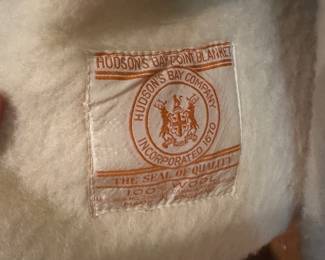 HUDSON'S BAY POINT BLANKET
HUDSON'S BAY COMPANY
INCORPORATED 1670
THE SEAL OF QUALITY
100% WOOL